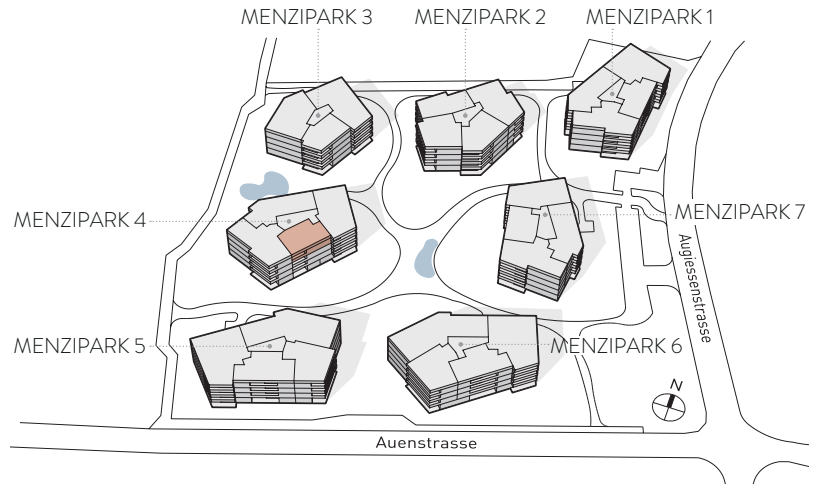 MENZIPARK 3
MENZIPARK 2
MENZIPARK 1
MENZIPARK 4
MENZIPARK 7
Augiessenstrasse
MENZIPARK 5
MENZIPARK 6
N
Auenstrasse